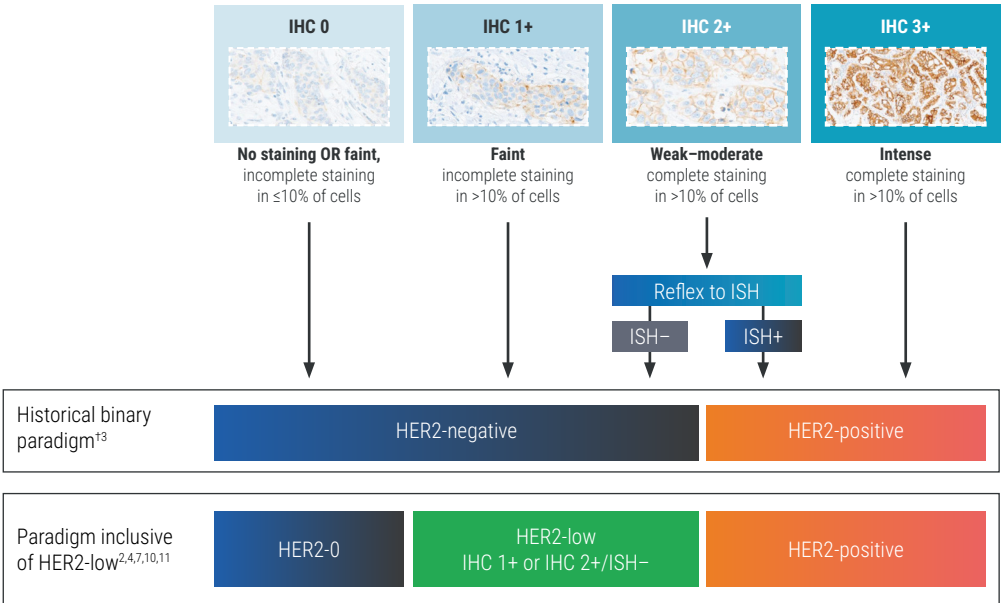 IHC 0
IHC 1+
IHC 2+
IHC 3+
No staining OR faint,
incomplete staining
in ≤10% of cells
Faint
incomplete staining
in >10% of cells
Weak–moderate
complete staining
in >10% of cells
Intense
complete staining
in >10% of cells
Reflex to ISH
ISH–
ISH+
Historical binary
paradigm†3
HER2-negative
HER2-positive
Paradigm inclusive
of HER2-low2,4,7,10,11
HER2-0
HER2-low
IHC 1+ or IHC 2+/ISH–
HER2-positive